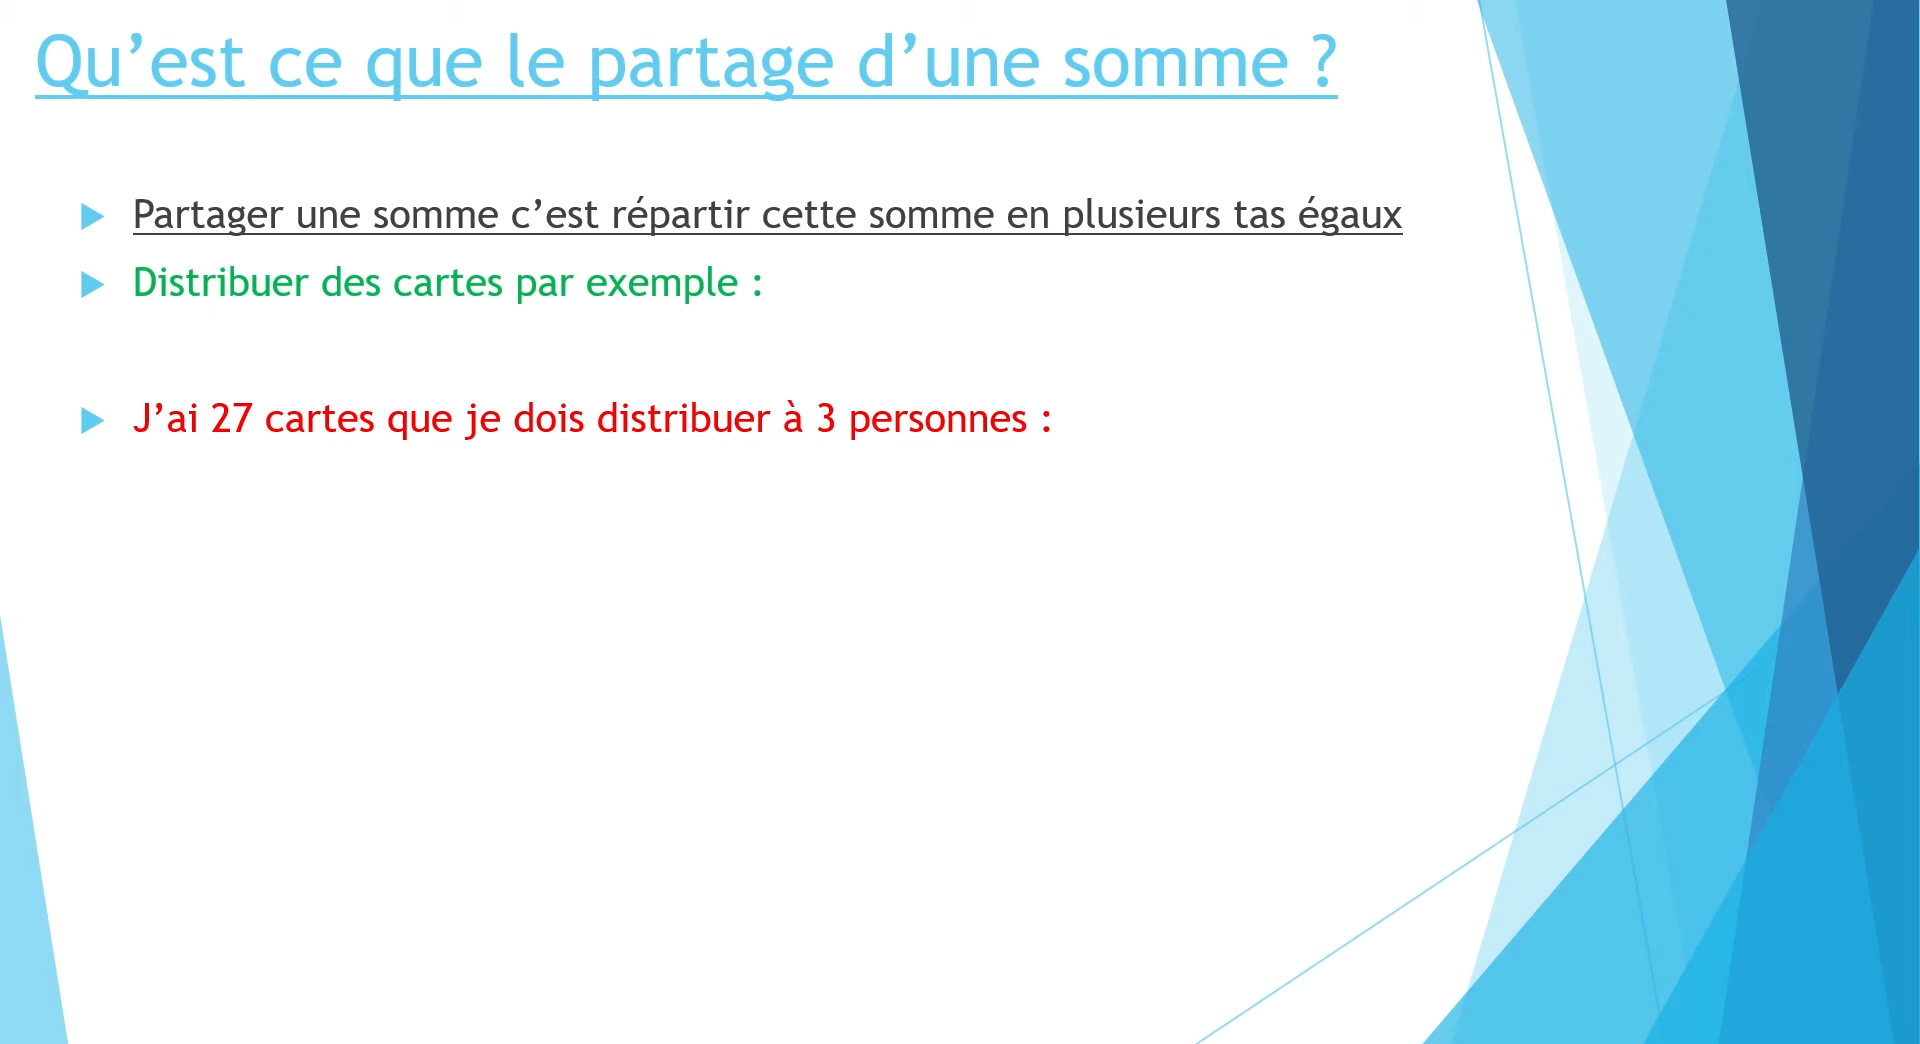 Qu’est ce que le partage d’une somme ?
Partager une somme c’est répartir cette somme en plusieurs tas égaux
Distribuer des cartes par exemple :
J’ai 27 cartes que je dois distribuer à 3 personnes :